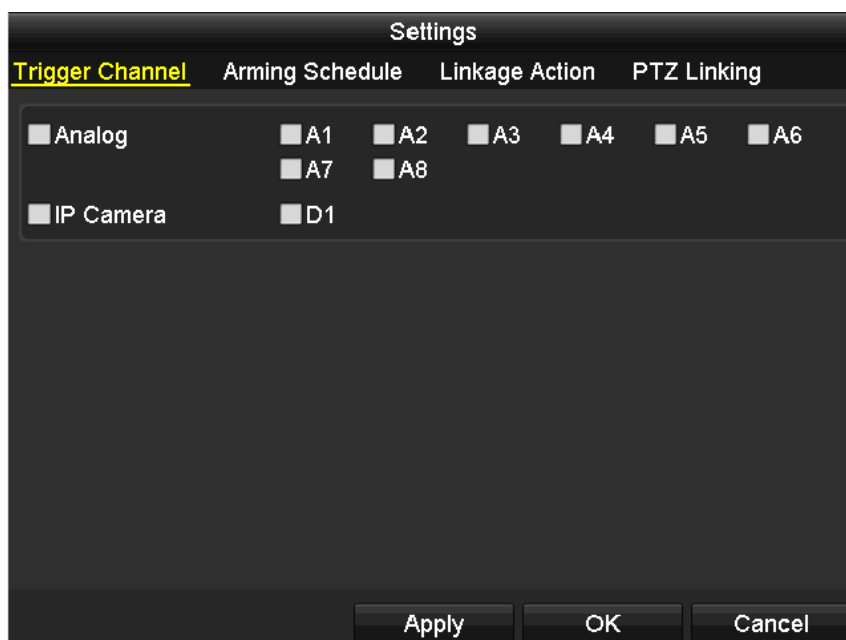 Settings
Trigger Channel Arming Schedule Linkage Action PTZ Linking
Analog A1 A2 A3 A4 A5 A6
A7 A8
IP Camera D1
Apply OK Cancel